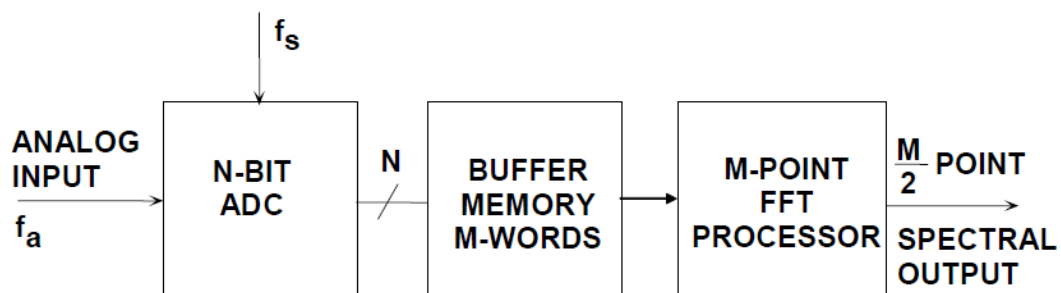 fs
ANALOG
INPUT
fa
N-BIT
ADC
N
BUFFER
MEMORY
M-WORDS
M-POINT
FFT
PROCESSOR
M
2
POINT
SPECTRAL
OUTPUT